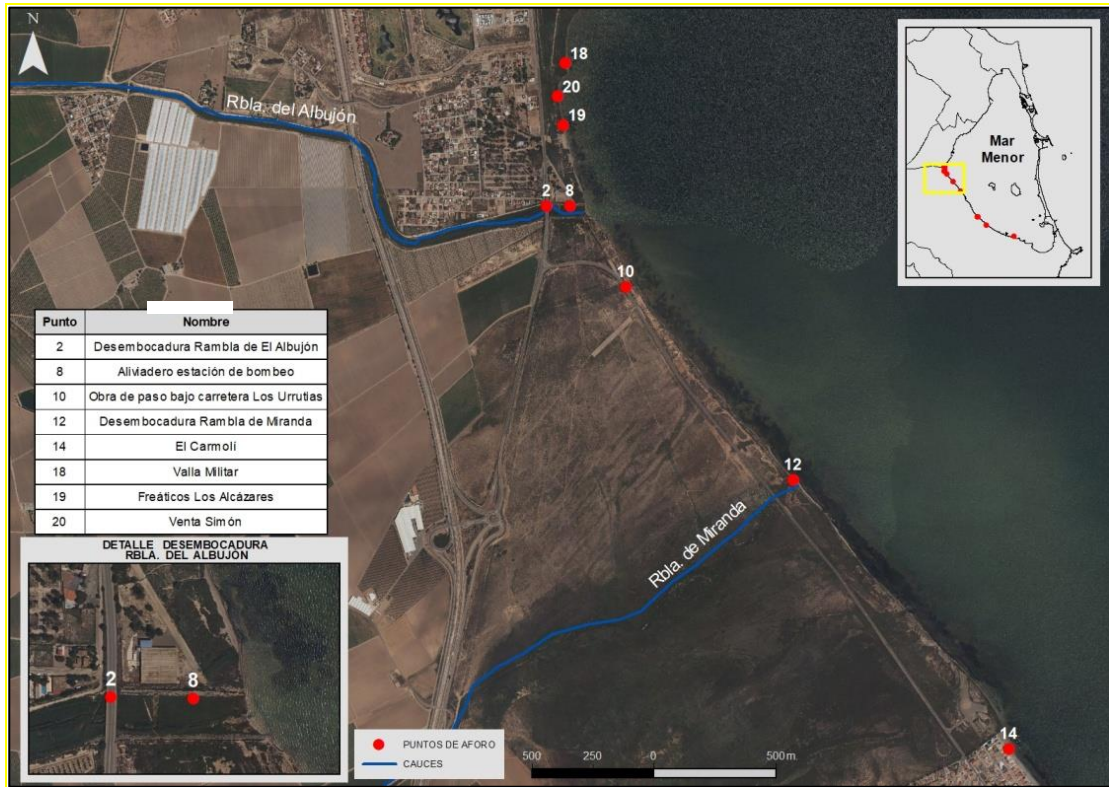 N
18
20
19
Rbla. del Albujón
2
8
10
Mar
Menor
Punto Nombre
2 Desembocadura Rambla de El Albujón
8 Aliviadero estación de bombeo
10 Obra de paso bajo carretera Los Urrutias
12 Desembocadura Rambla de Miranda
14 El Carmolí
18 Valla Militar
19 Freáticos Los Alcázares
20 Venta Simón
12
Rbla. de Miranda
DETALLE DESEMBOCADURA
RBLA. DEL ALBUJÓN
2
8
14
PUNTOS DE AFORO
CAUCES
500 0 500 m.